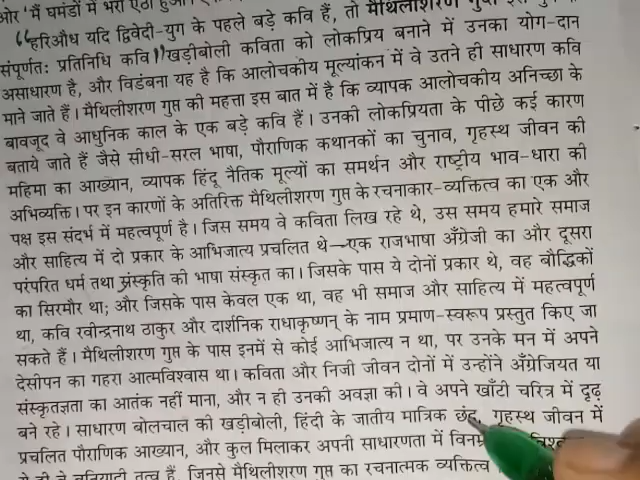 ओर 'मैं घमंडों में भरा ऐंठा हुआ
"हरिऔध यदि द्विवेदी-युग के पहले बड़े कवि हैं, तो मैथिलीशरण गुप्त
संपूर्णतः प्रतिनिधि कवि" खड़ीबोली कविता को लोकप्रिय बनाने में उनका योग-दान
असाधारण है, और विडंबना यह है कि आलोचकीय मूल्यांकन में वे उतने ही साधारण कवि
माने जाते हैं। मैथिलीशरण गुप्त की महत्ता इस बात में है कि व्यापक आलोचकीय अनिच्छा के
बावजूद वे आधुनिक काल के एक बड़े कवि हैं। उनकी लोकप्रियता के पीछे कई कारण
बताये जाते हैं जैसे सीधी-सरल भाषा, पौराणिक कथानकों का चुनाव, गृहस्थ जीवन की
महिमा का आख्यान, व्यापक हिंदू नैतिक मूल्यों का समर्थन और राष्ट्रीय भाव-धारा की
अभिव्यक्ति। पर इन कारणों के अतिरिक्त मैथिलीशरण गुप्त के रचनाकार-व्यक्तित्व का एक और
पक्ष इस संदर्भ में महत्वपूर्ण है। जिस समय वे कविता लिख रहे थे, उस समय हमारे समाज
और साहित्य में दो प्रकार के आभिजात्य प्रचलित थे—एक राजभाषा अँग्रेजी का और दूसरा
परंपरित धर्म तथा संस्कृति की भाषा संस्कृत का। जिसके पास ये दोनों प्रकार थे, वह बौद्धिकों
का सिरमौर था; और जिसके पास केवल एक था, वह भी समाज और साहित्य में महत्वपूर्ण
था, कवि रवीन्द्रनाथ ठाकुर और दार्शनिक राधाकृष्णन् के नाम प्रमाण-स्वरूप प्रस्तुत किए जा
सकते हैं। मैथिलीशरण गुप्त के पास इनमें से कोई आभिजात्य न था, पर उनके मन में अपने
देसीपन का गहरा आत्मविश्वास था। कविता और निजी जीवन दोनों में उन्होंने अँग्रेजियत या
संस्कृतज्ञता का आतंक नहीं माना, और न ही उनकी अवज्ञा की। वे अपने खाँटी चरित्र में दृढ़
बने रहे। साधारण बोलचाल की खड़ीबोली, हिंदी के जातीय मात्रिक छंद, गृहस्थ जीवन में
प्रचलित पौराणिक आख्यान, और कुल मिलाकर अपनी साधारणता में
ये ही वे बुनियादी तत्व हैं, जिनसे मैथिलीशरण गुप्त का रचनात्मक व्यक्तित्व